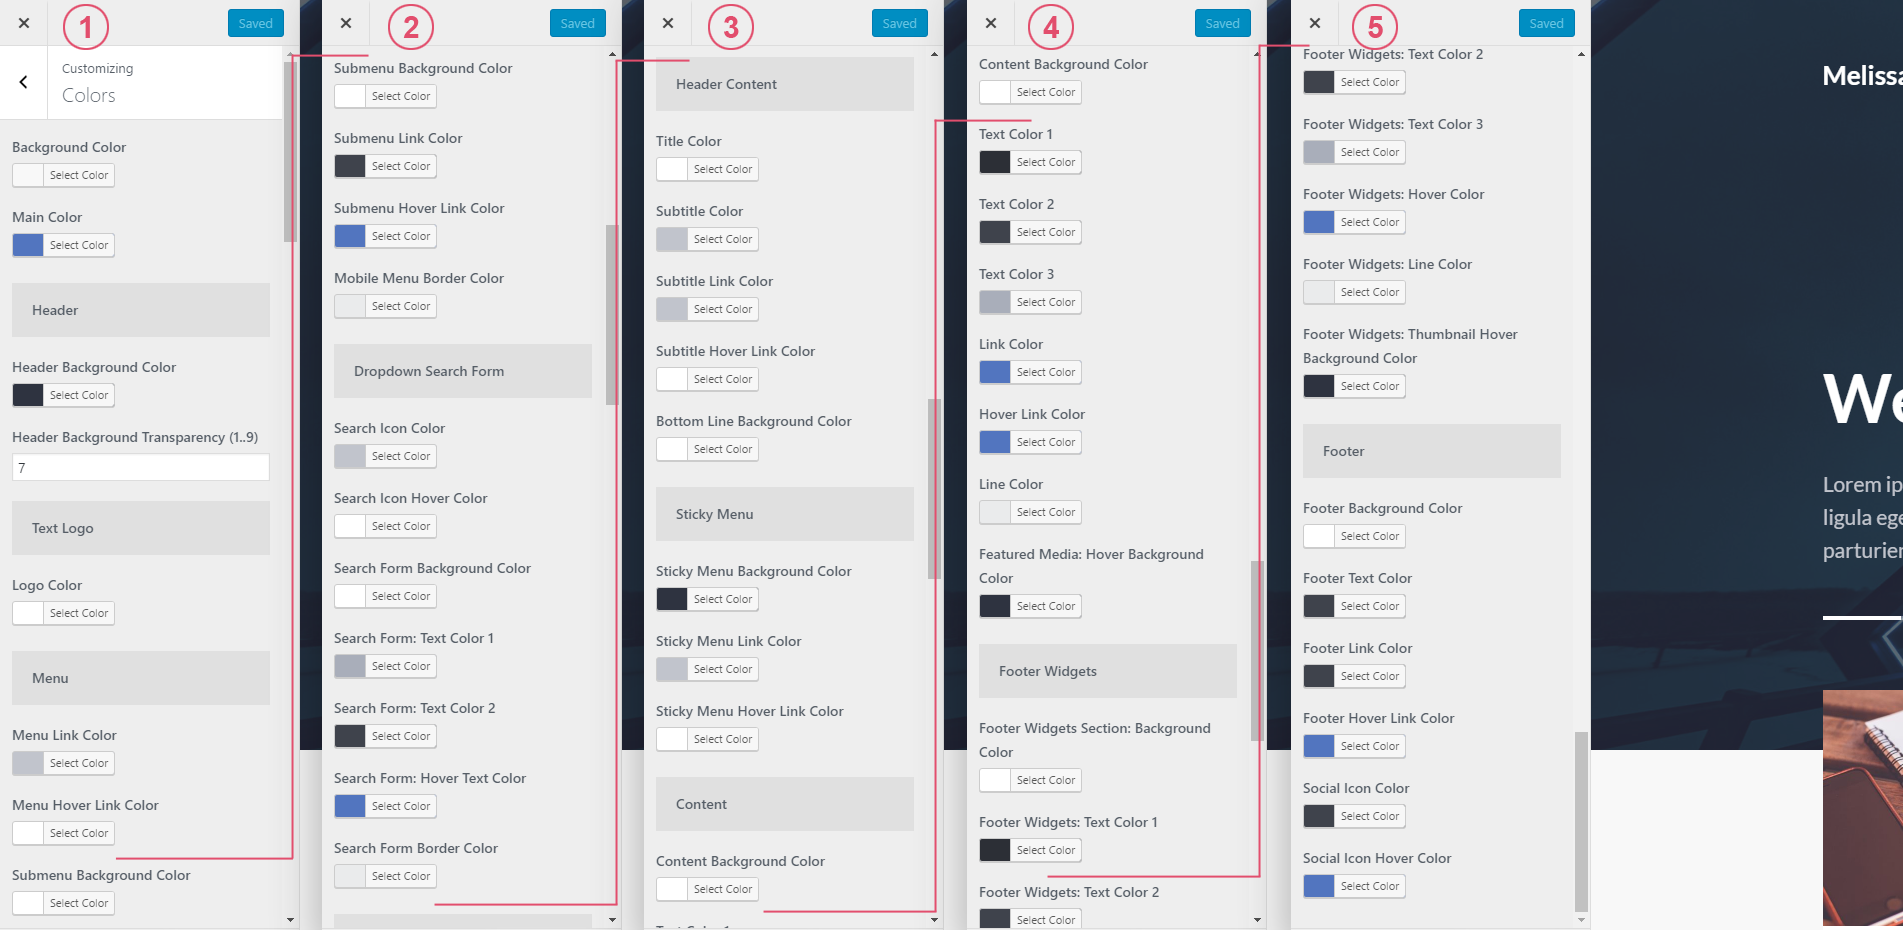 1
Saved
Customizing
Colors
Background Color
Select Color
Main Color
Select Color
Header
Header Background Color
Select Color
Header Background Transparency (1..9)
7
Text Logo
Logo Color
Select Color
Menu
Menu Link Color
Select Color
Menu Hover Link Color
Select Color
Submenu Background Color
Select Color
2
Saved
Submenu Background Color
Select Color
Submenu Link Color
Select Color
Submenu Hover Link Color
Select Color
Mobile Menu Border Color
Select Color
Dropdown Search Form
Search Icon Color
Select Color
Search Icon Hover Color
Select Color
Search Form Background Color
Select Color
Search Form: Text Color 1
Select Color
Search Form: Text Color 2
Select Color
Search Form: Hover Text Color
Select Color
Search Form Border Color
Select Color
3
Saved
Header Content
Title Color
Select Color
Subtitle Color
Select Color
Subtitle Link Color
Select Color
Subtitle Hover Link Color
Select Color
Bottom Line Background Color
Select Color
Sticky Menu
Sticky Menu Background Color
Select Color
Sticky Menu Link Color
Select Color
Sticky Menu Hover Link Color
Select Color
Content
Content Background Color
Select Color
4
Saved
Content Background Color
Select Color
Text Color 1
Select Color
Text Color 2
Select Color
Text Color 3
Select Color
Link Color
Select Color
Hover Link Color
Select Color
Line Color
Select Color
Featured Media: Hover Background
Color
Select Color
Footer Widgets
Footer Widgets Section: Background
Color
Select Color
Footer Widgets: Text Color 1
Select Color
Footer Widgets: Text Color 2
Select Color
5
Saved
Footer Widgets: Text Color 2
Select Color
Footer Widgets: Text Color 3
Select Color
Footer Widgets: Hover Color
Select Color
Footer Widgets: Line Color
Select Color
Footer Widgets: Thumbnail Hover
Background Color
Select Color
Footer
Footer Background Color
Select Color
Footer Text Color
Select Color
Footer Link Color
Select Color
Footer Hover Link Color
Select Color
Social Icon Color
Select Color
Social Icon Hover Color
Select Color
Melissa
We
Lorem ip
ligula ege
parturien